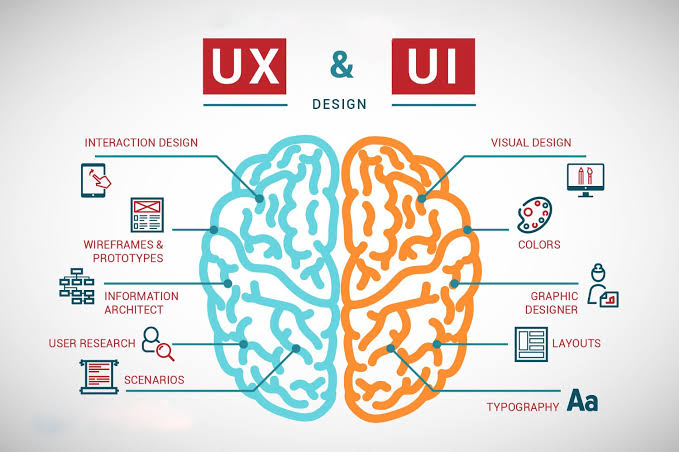 UX & UI
DESIGN
INTERACTION DESIGN
WIREFRAMES &
PROTOTYPES
INFORMATION
ARCHITECT
USER RESEARCH
SCENARIOS
VISUAL DESIGN
COLORS
GRAPHIC
DESIGNER
LAYOUTS
TYPOGRAPHY Aa